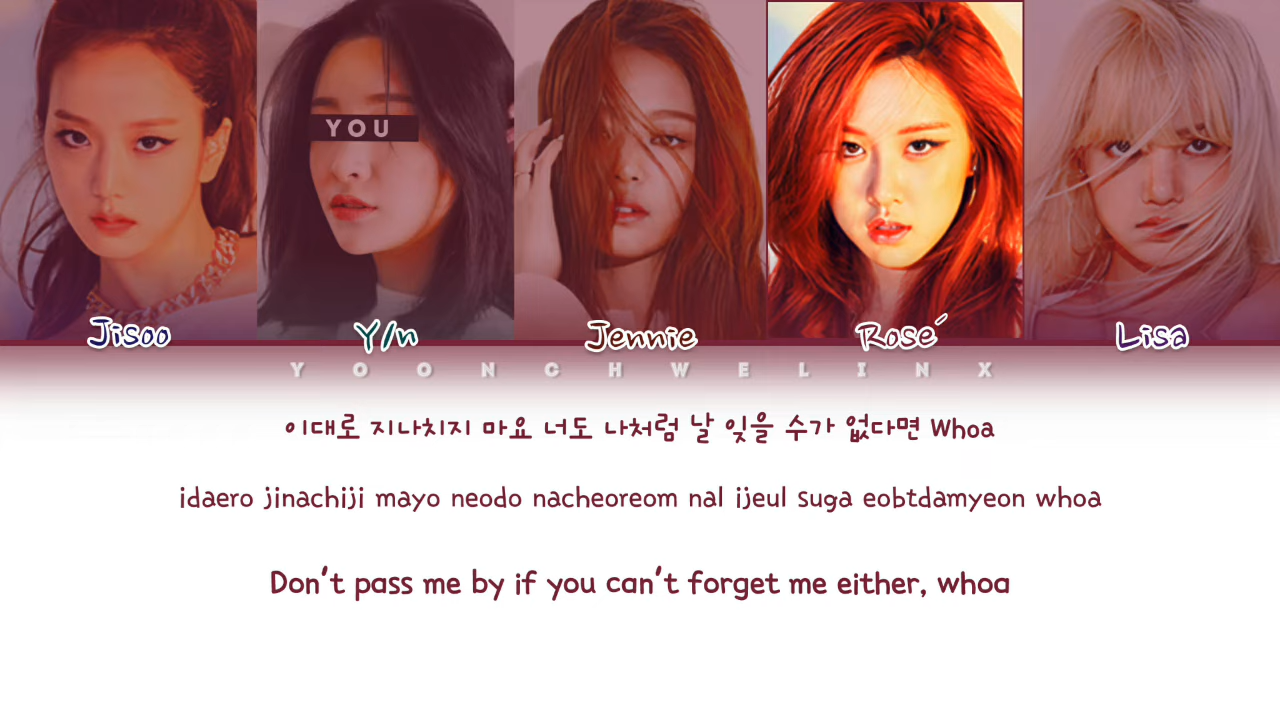 YOU
Jisoo Y/n Jennie Rosé Lisa
YOONCHWELINX
이대로 지나치지 마요 너도 나처럼 날 잊을 수가 없다면 Whoa
idaero jinachiji mayo neodo nacheoreom nal ijeul suga eobtdamyeon whoa
Don't pass me by if you can't forget me either, whoa